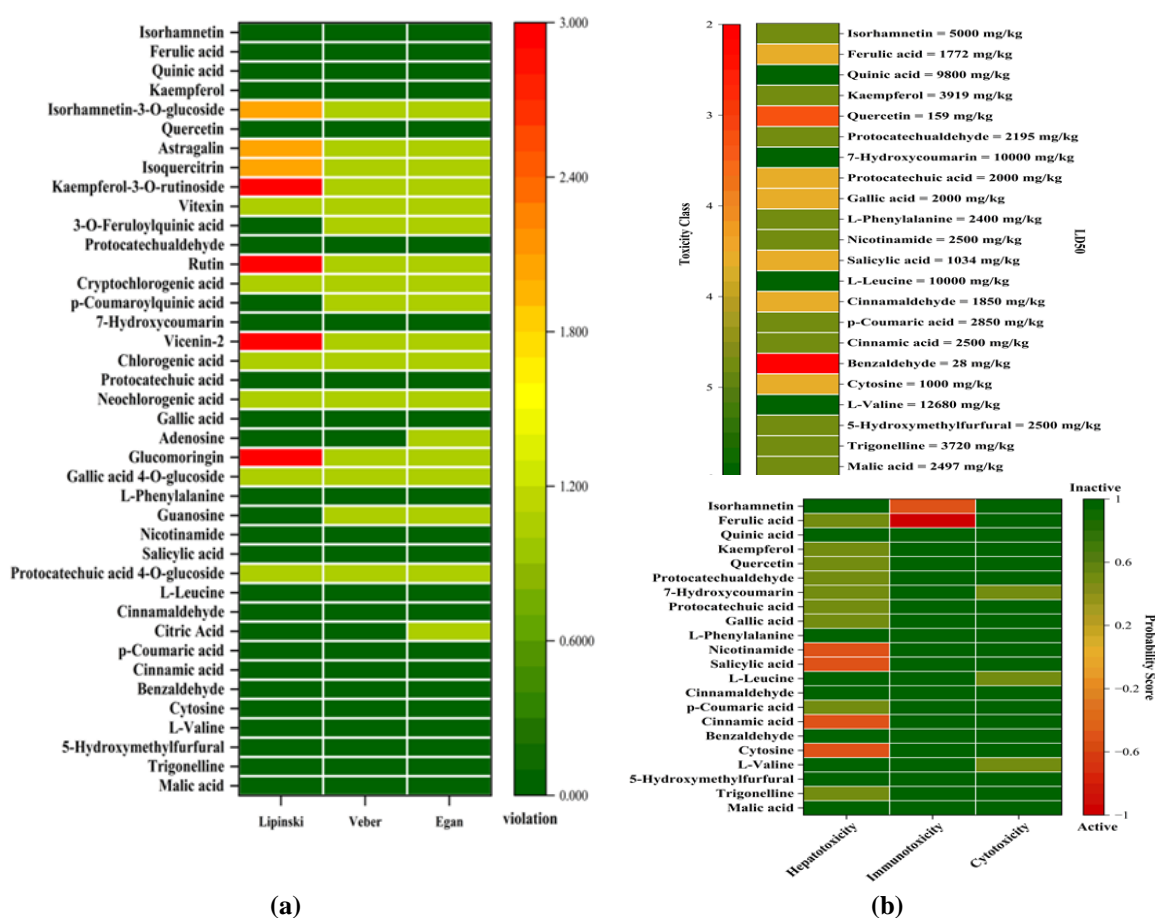 Isorhamnetin
Ferulic acid
Quinic acid
Kaempferol
Isorhamnetin-3-O-glucoside
Quercetin
Astragalin
Isoquercitrin
Kaempferol-3-O-rutinoside
Vitexin
3-O-Feruloylquinic acid
Protocatechualdehyde
Rutin
Cryptochlorogenic acid
p-Coumaroylquinic acid
7-Hydroxycoumarin
Vicenin-2
Chlorogenic acid
Protocatechuic acid
Neochlorogenic acid
Gallic acid
Adenosine
Glucomoringin
Gallic acid 4-O-glucoside
L-Phenylalanine
Guanosine
Nicotinamide
Salicylic acid
Protocatechuic acid 4-O-glucoside
L-Leucine
Cinnamaldehyde
Citric Acid
p-Coumaric acid
Cinnamic acid
Benzaldehyde
Cytosine
L-Valine
5-Hydroxymethylfurfural
Trigonelline
Malic acid
Lipinski Veber Egan
3.000
2.400
1.800
1.200
0.6000
0.000
violation
(a)
2
3
4
4
5
Toxicity Class
Isorhamnetin = 5000 mg/kg
Ferulic acid = 1772 mg/kg
Quinic acid = 9800 mg/kg
Kaempferol = 3919 mg/kg
Quercetin = 159 mg/kg
Protocatechualdehyde = 2195 mg/kg
7-Hydroxycoumarin = 10000 mg/kg
Protocatechuic acid = 2000 mg/kg
Gallic acid = 2000 mg/kg
L-Phenylalanine = 2400 mg/kg
Nicotinamide = 2500 mg/kg
Salicylic acid = 1034 mg/kg
L-Leucine = 10000 mg/kg
Cinnamaldehyde = 1850 mg/kg
p-Coumaric acid = 2850 mg/kg
Cinnamic acid = 2500 mg/kg
Benzaldehyde = 28 mg/kg
Cytosine = 1000 mg/kg
L-Valine = 12680 mg/kg
5-Hydroxymethylfurfural = 2500 mg/kg
Trigonelline = 3720 mg/kg
Malic acid = 2497 mg/kg
LD50
Isorhamnetin
Ferulic acid
Quinic acid
Kaempferol
Quercetin
Protocatechualdehyde
7-Hydroxycoumarin
Protocatechuic acid
Gallic acid
L-Phenylalanine
Nicotinamide
Salicylic acid
L-Leucine
Cinnamaldehyde
p-Coumaric acid
Cinnamic acid
Benzaldehyde
Cytosine
L-Valine
5-Hydroxymethylfurfural
Trigonelline
Malic acid
Hepatotoxicity
Immunotoxicity
Cytotoxicity
Inactive
1
0.6
0.2
−0.2
−0.6
−1
Active
Probability Score
(b)